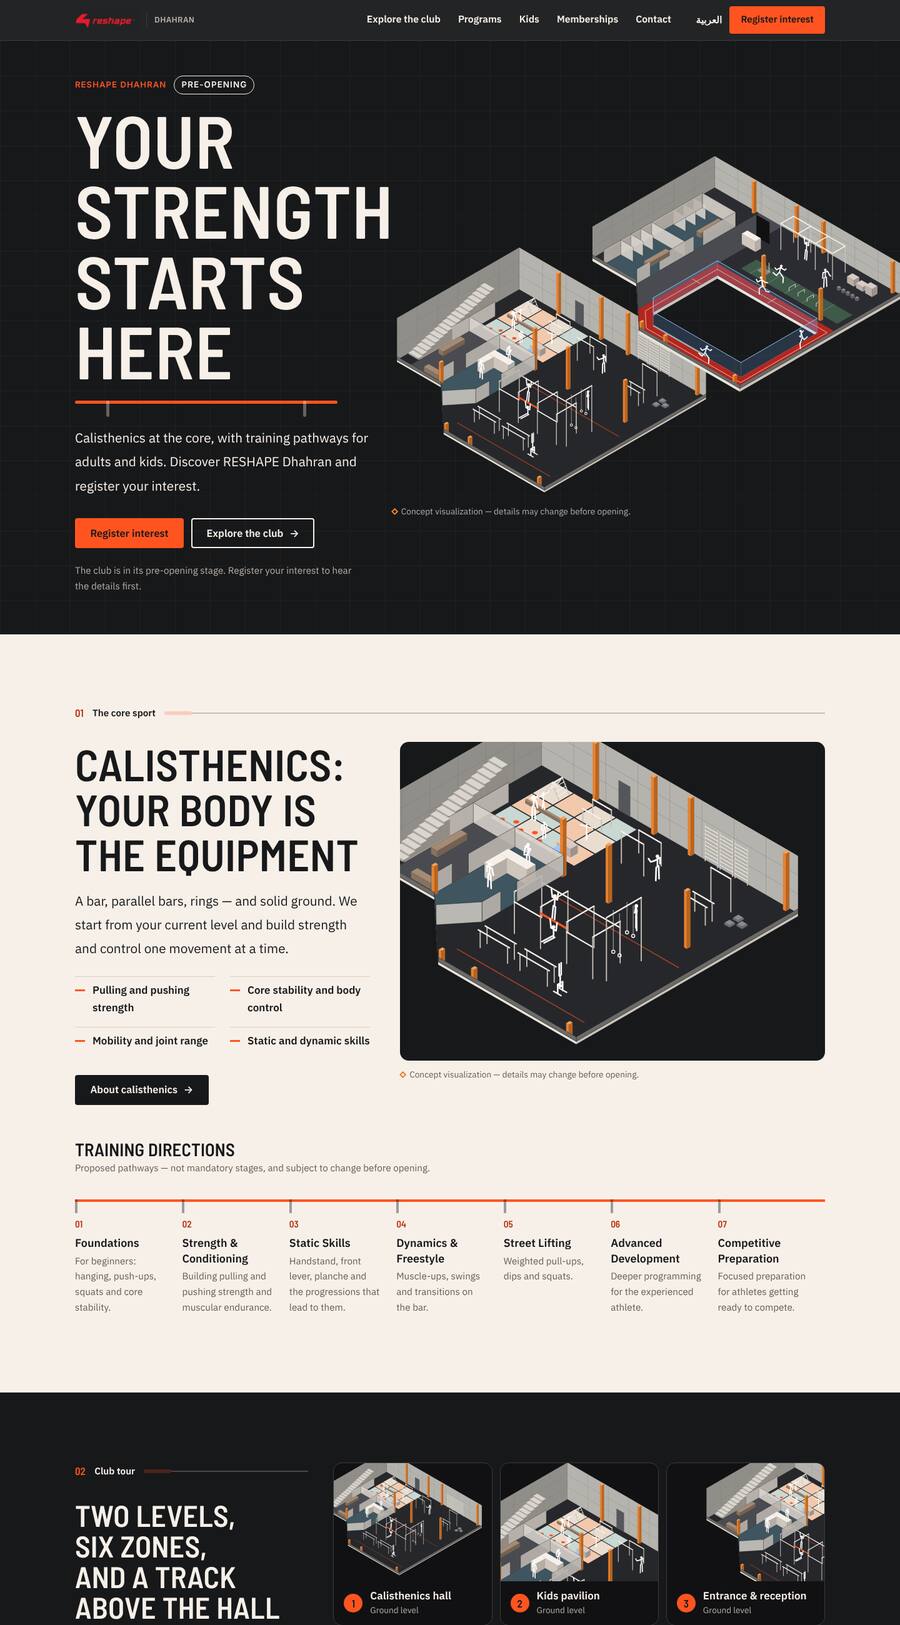 reshape
DHAHRAN
Explore the club
Programs
Kids
Memberships
Contact
العربية
Register interest
RESHAPE DHAHRAN
PRE-OPENING
YOUR
STRENGTH
STARTS
HERE
Calisthenics at the core, with training pathways for
adults and kids. Discover RESHAPE Dhahran and
register your interest.
Register interest
Explore the club →
The club is in its pre-opening stage. Register your interest to hear
the details first.
Concept visualization — details may change before opening.
01 The core sport
CALISTHENICS:
YOUR BODY IS
THE EQUIPMENT
A bar, parallel bars, rings — and solid ground. We
start from your current level and build strength
and control one movement at a time.
Pulling and pushing
strength
Core stability and body
control
Mobility and joint range
Static and dynamic skills
About calisthenics →
Concept visualization — details may change before opening.
TRAINING DIRECTIONS
Proposed pathways — not mandatory stages, and subject to change before opening.
01
Foundations
For beginners:
hanging, push-ups,
squats and core
stability.
02
Strength &
Conditioning
Building pulling and
pushing strength and
muscular endurance.
03
Static Skills
Handstand, front
lever, planche and
the progressions that
lead to them.
04
Dynamics &
Freestyle
Muscle-ups, swings
and transitions on
the bar.
05
Street Lifting
Weighted pull-ups,
dips and squats.
06
Advanced
Development
Deeper programming
for the experienced
athlete.
07
Competitive
Preparation
Focused preparation
for athletes getting
ready to compete.
02 Club tour
TWO LEVELS,
SIX ZONES,
AND A TRACK
ABOVE THE HALL
1
Calisthenics hall
Ground level
2
Kids pavilion
Ground level
3
Entrance & reception
Ground level